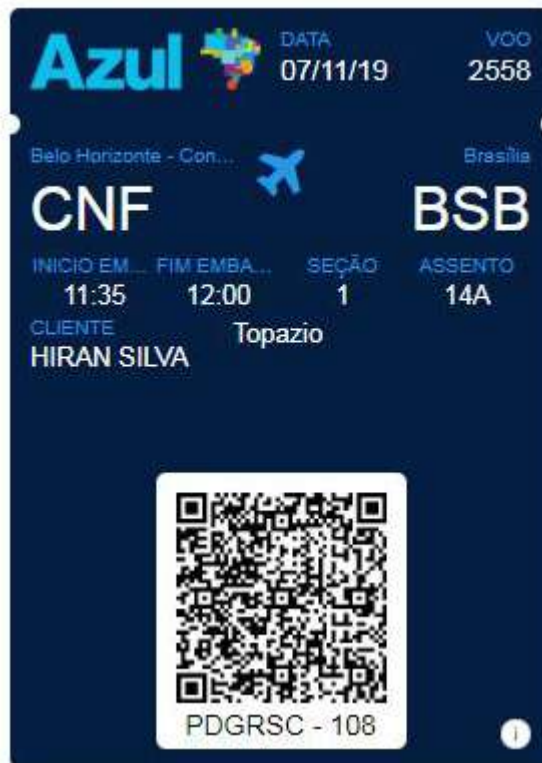 Azul
DATA VOO
07/11/19 2558
Belo Horizonte - Con... Brasília
CNF BSB
INICIO EM... FIM EMBA... SEÇÃO ASSENTO
11:35 12:00 1 14A
CLIENTE Topazio
HIRAN SILVA
PDGRSC - 108
i